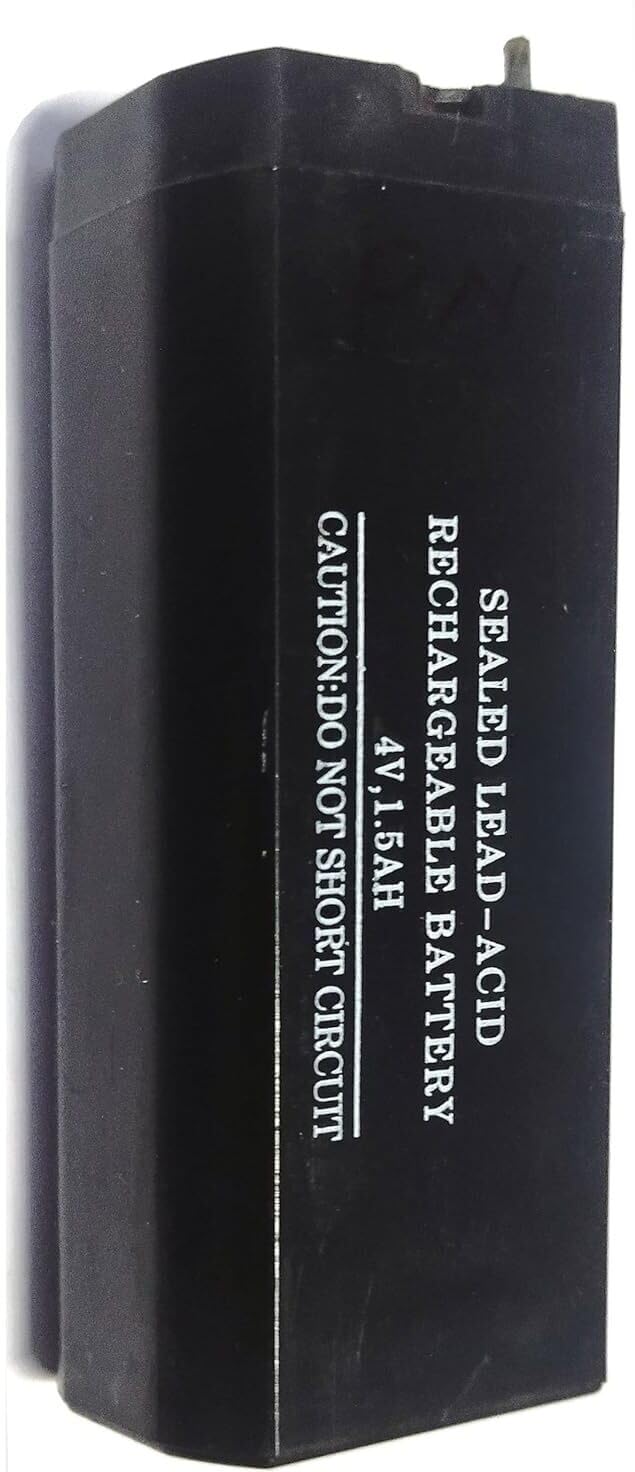 SEALED LEAD-ACID
RECHARGEABLE BATTERY
4V,1.5AH
CAUTION:DO NOT SHORT CIRCUIT